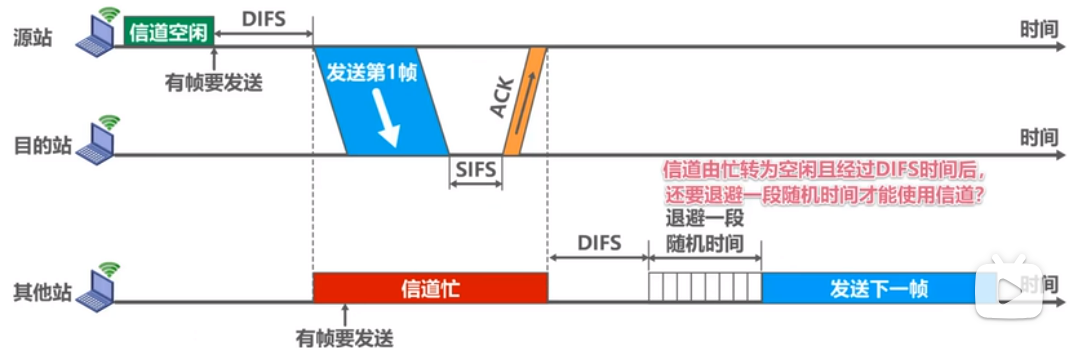 源站
信道空闲
DIFS
时间
有帧要发送
发送第1帧
ACK
目的站
时间
SIFS
信道由忙转为空闲且经过DIFS时间后，
还要退避一段随机时间才能使用信道？
退避一段
随机时间
DIFS
其他站
信道忙
发送下一帧
时间
有帧要发送